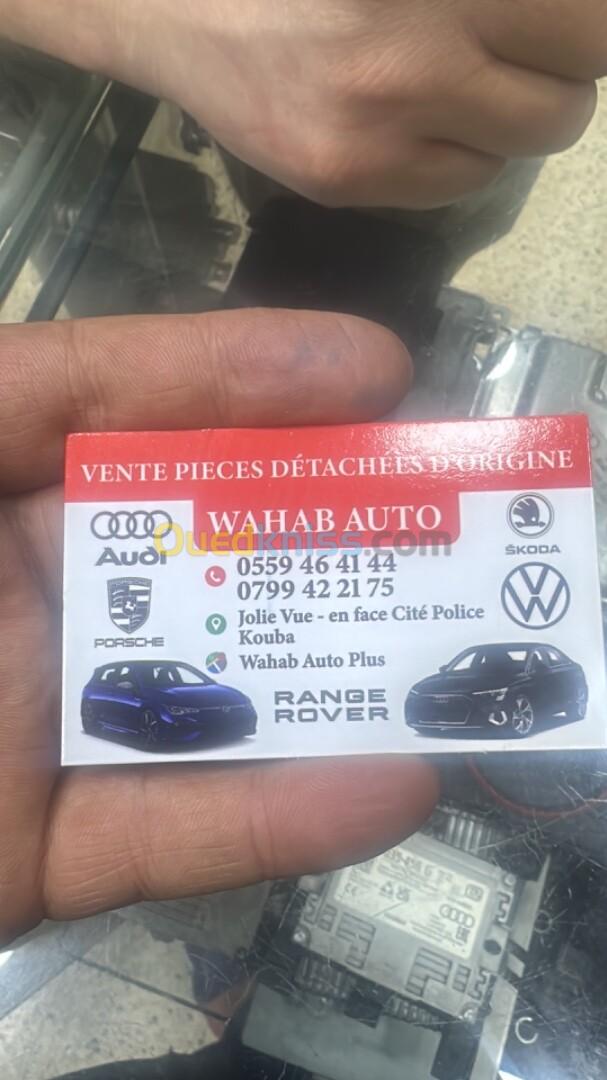 VENTE PIECES DÉTACHÉES D'ORIGINE
WAHAB AUTO
Ouedkniss.com
Audi
ŠKODA
0559 46 41 44
0799 42 21 75
PORSCHE
Jolie Vue - en face Cité Police
Kouba
Wahab Auto Plus
RANGE
ROVER